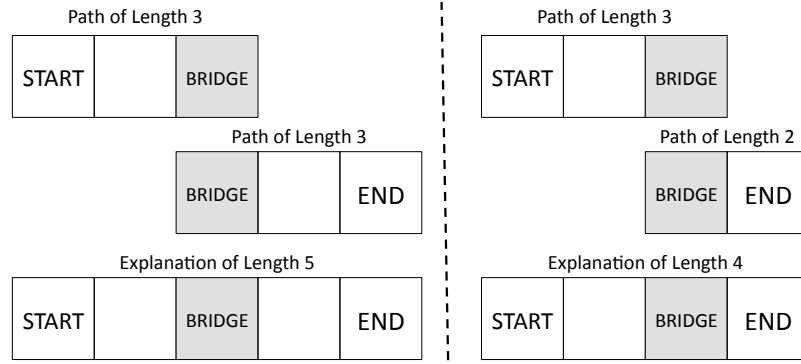 Path of Length 3
START BRIDGE
Path of Length 3
BRIDGE END
Explanation of Length 5
START BRIDGE END
Path of Length 3
START BRIDGE
Path of Length 2
BRIDGE END
Explanation of Length 4
START BRIDGE END